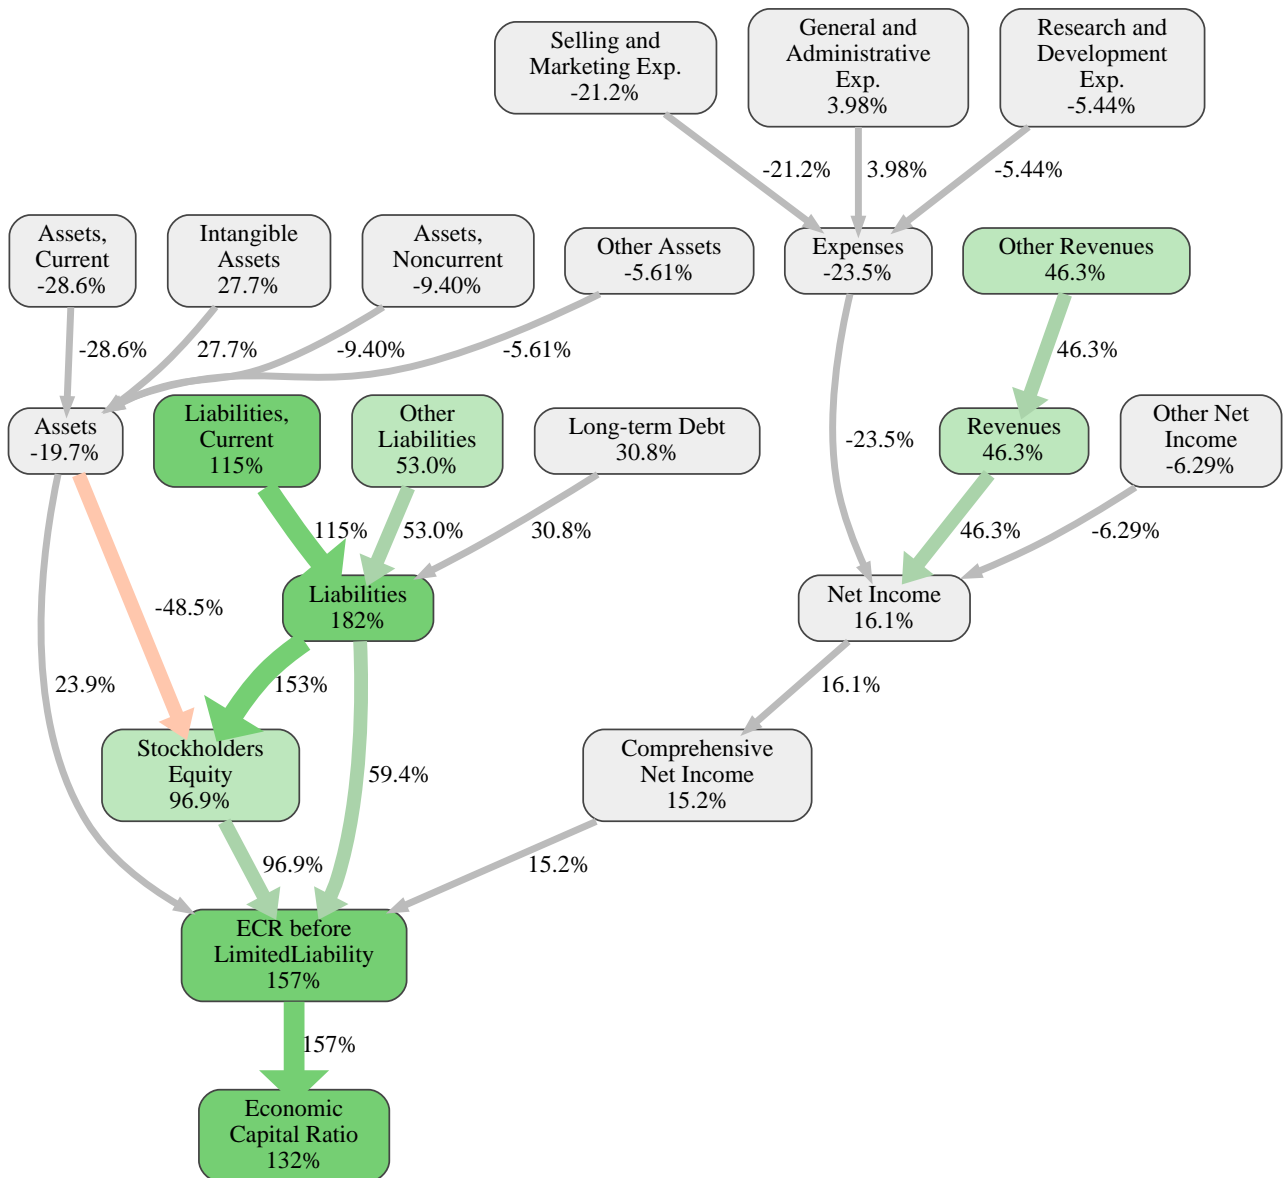 Selling and
Marketing Exp.
-21.2%
General and
Administrative
Exp.
3.98%
Research and
Development
Exp.
-5.44%
-21.2%
3.98%
-5.44%
Assets,
Current
-28.6%
Intangible
Assets
27.7%
Assets,
Noncurrent
-9.40%
Other Assets
-5.61%
Expenses
-23.5%
Other Revenues
46.3%
-28.6%
27.7%
-9.40%
-5.61%
46.3%
Assets
-19.7%
Liabilities,
Current
115%
Other
Liabilities
53.0%
Long-term Debt
30.8%
-23.5%
Revenues
46.3%
Other Net
Income
-6.29%
115%
53.0%
30.8%
46.3%
-6.29%
Liabilities
182%
Net Income
16.1%
-48.5%
23.9%
153%
16.1%
Stockholders
Equity
96.9%
59.4%
Comprehensive
Net Income
15.2%
96.9%
15.2%
ECR before
LimitedLiability
157%
157%
Economic
Capital Ratio
132%